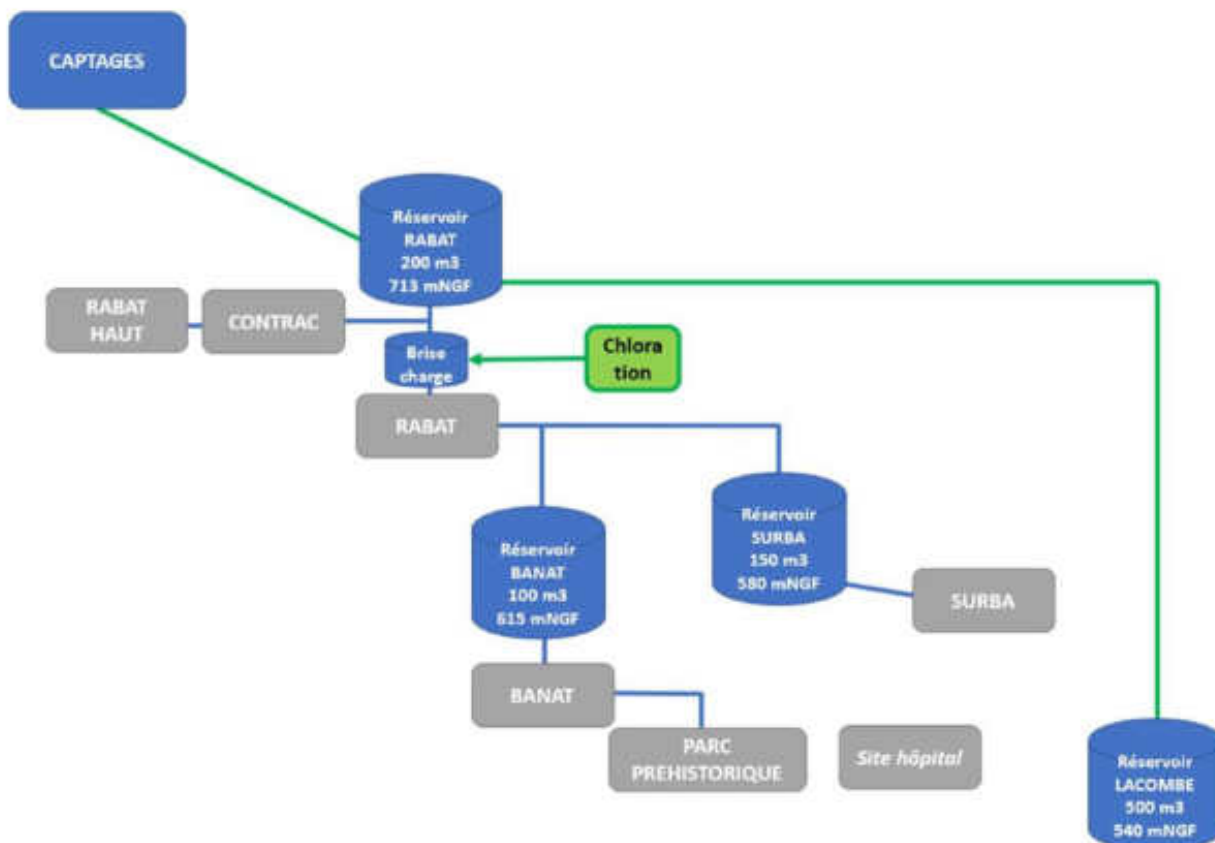 CAPTAGES
Réservoir
RABAT
200 m3
713 mNGF
RABAT
HAUT
CONTRAC
Brise
charge
Chlora
tion
RABAT
Réservoir
SURBA
150 m3
580 mNGF
Réservoir
BANAT
100 m3
615 mNGF
SURBA
BANAT
PARC
PREHISTORIQUE
Site hôpital
Réservoir
LACOMBE
500 m3
540 mNGF